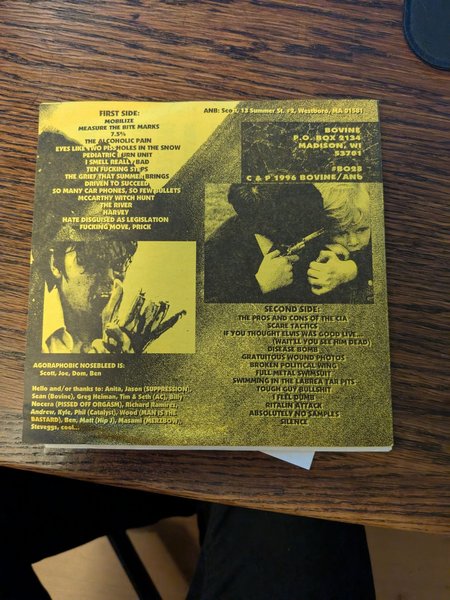 FIRST SIDE:
MOBILIZE
MEASURE THE BITE MARKS
7.5%
THE ALCOHOLIC PAIN
EYES LIKE TWO PISSHOLES IN THE SNOW
PEDIATRIC BURN UNIT
I SMELL REALLY BAD
TEN FUCKING STEPS
THE GRIEF THAT SUMMER BRINGS
DRIVEN TO SUCCEED
SO MANY CAR PHONES, SO FEW BULLETS
MCCARTHY WITCH HUNT
THE RIVER
HARVEY
HATE DISGUISED AS LEGISLATION
FUCKING MOVE, PRICK
AGORAPHOBIC NOSEBLEED IS:
Scott, Joe, Dom, Ben
Hello and/or thanks to: Anita, Jason (SUPPRESSION),
Sean (Bovine), Greg Heiman, Tim & Seth (AC), Billy
Nocera (PISSED OFF ORGASM), Richard Ramirez,
Andrew, Kyle, Phil (Catalyst), Wood (MAN IS THE
BASTARD), Ben, Matt (Hip J), Masami (MERZBOW),
Steveggs, cool...
ANB: Sco 13 Summer St. #2, Westboro, MA 01581
BOVINE
P.O. BOX 2134
MADISON, WI
53701
#BO28
C & P 1996 BOVINE/ANb
SECOND SIDE:
THE PROS AND CONS OF THE CIA
SCARE TACTICS
IF YOU THOUGHT ELVIS WAS GOOD LIVE...
(WAIT'LL YOU SEE HIM DEAD)
DISEASE BOMB
GRATUITOUS WOUND PHOTOS
BROKEN POLITICAL WING
FULL METAL SWIMSUIT
SWIMMING IN THE LABREA TAR PITS
TOUGH GUY BULLSHIT
I FEEL DUMB
RITALIN ATTACK
ABSOLUTELY NO SAMPLES
SILENCE